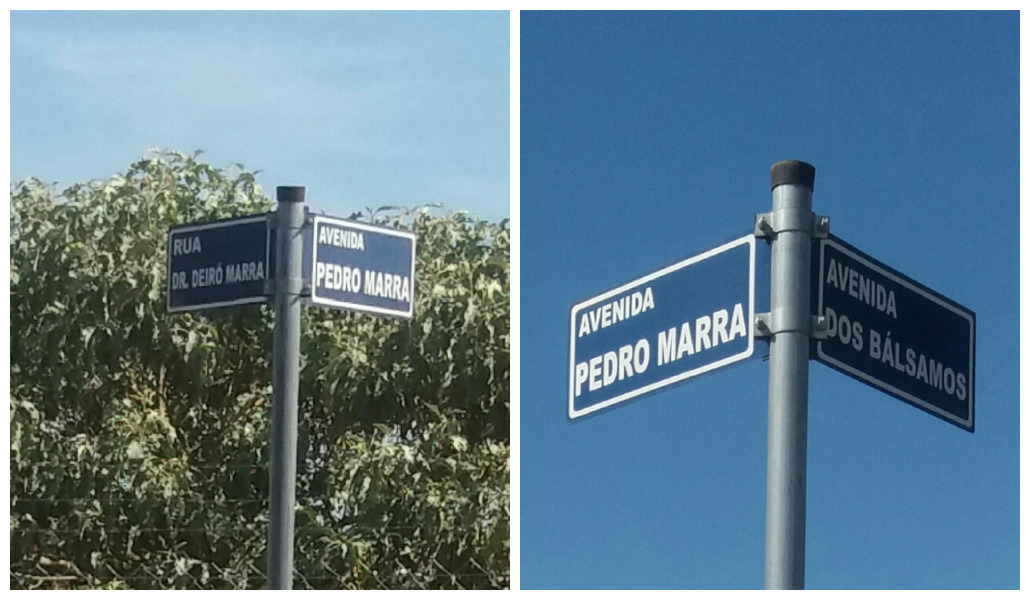 RUA
DR. DEIRÓ MARRA
AVENIDA
PEDRO MARRA
AVENIDA
PEDRO MARRA
AVENIDA
DOS BÁLSAMOS